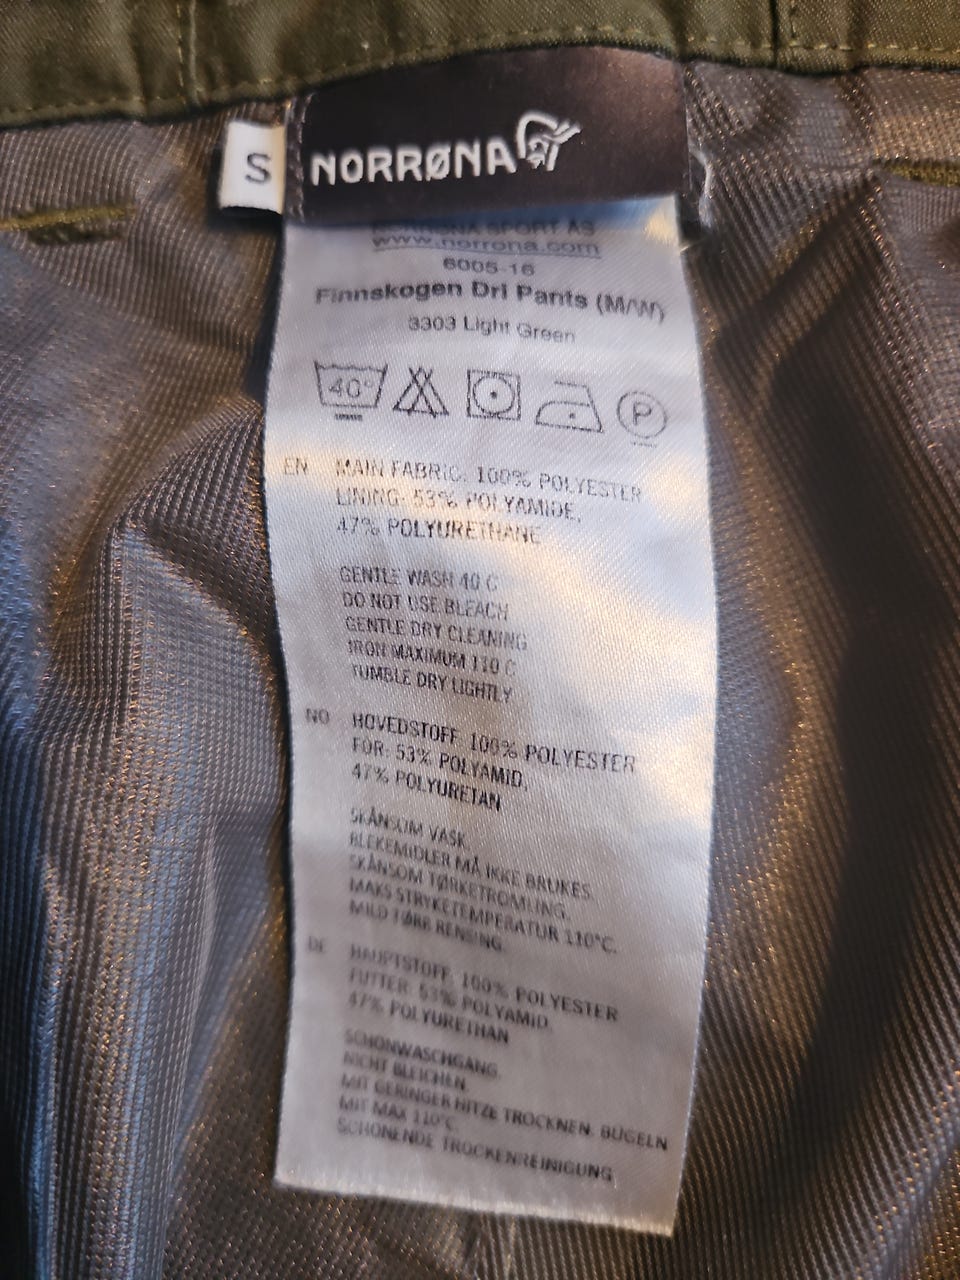 S
NORRØNA
NORRØNA SPORT AS
www.norrona.com
6005-16
Finnskogen Dri Pants (M/W)
3303 Light Green
40°
P
EN MAIN FABRIC: 100% POLYESTER
LINING: 53% POLYAMIDE,
47% POLYURETHANE
GENTLE WASH 40 C
DO NOT USE BLEACH
GENTLE DRY CLEANING
IRON MAXIMUM 110 C
TUMBLE DRY LIGHTLY
NO HOVEDSTOFF: 100% POLYESTER
FOR: 53% POLYAMID,
47% POLYURETAN
SKÅNSOM VASK.
BLEKEMIDLER MÅ IKKE BRUKES.
SKÅNSOM TØRKETROMLING.
MAKS STRYKETEMPERATUR 110°C.
MILD TØRR RENSING.
DE HAUPTSTOFF: 100% POLYESTER
FUTTER: 53% POLYAMID,
47% POLYURETHAN
SCHONWASCHGANG.
NICHT BLEICHEN.
MIT GERINGER HITZE TROCKNEN. BÜGELN
MIT MAX 110°C.
SCHONENDE TROCKENREINIGUNG